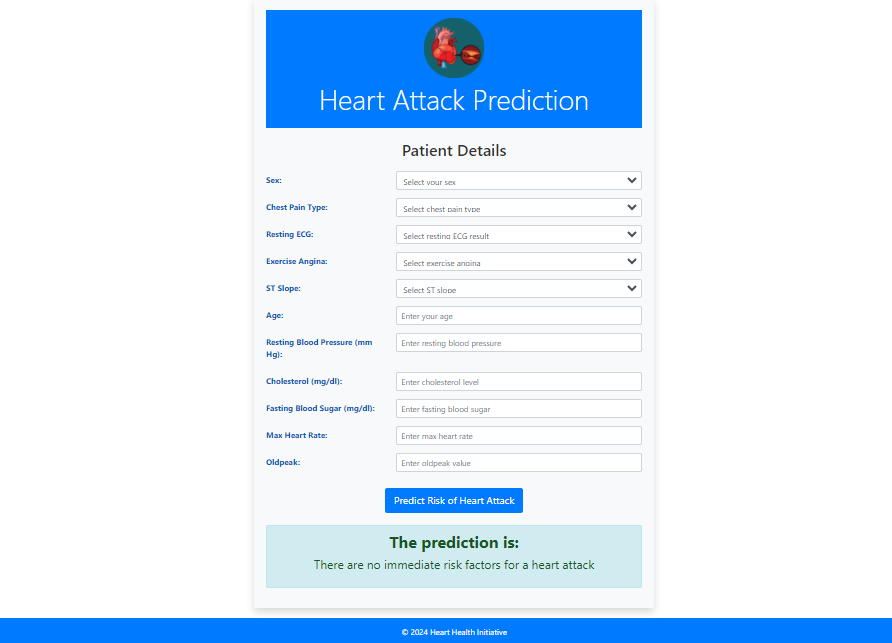 Heart Attack Prediction
Patient Details
Sex: Select your sex
Chest Pain Type: Select chest pain type
Resting ECG: Select resting ECG result
Exercise Angina: Select exercise angina
ST Slope: Select ST slope
Age: Enter your age
Resting Blood Pressure (mm Enter resting blood pressure
Hg):
Cholesterol (mg/dl): Enter cholesterol level
Fasting Blood Sugar (mg/dl): Enter fasting blood sugar
Max Heart Rate: Enter max heart rate
Oldpeak: Enter oldpeak value
Predict Risk of Heart Attack
The prediction is:
There are no immediate risk factors for a heart attack
© 2024 Heart Health Initiative